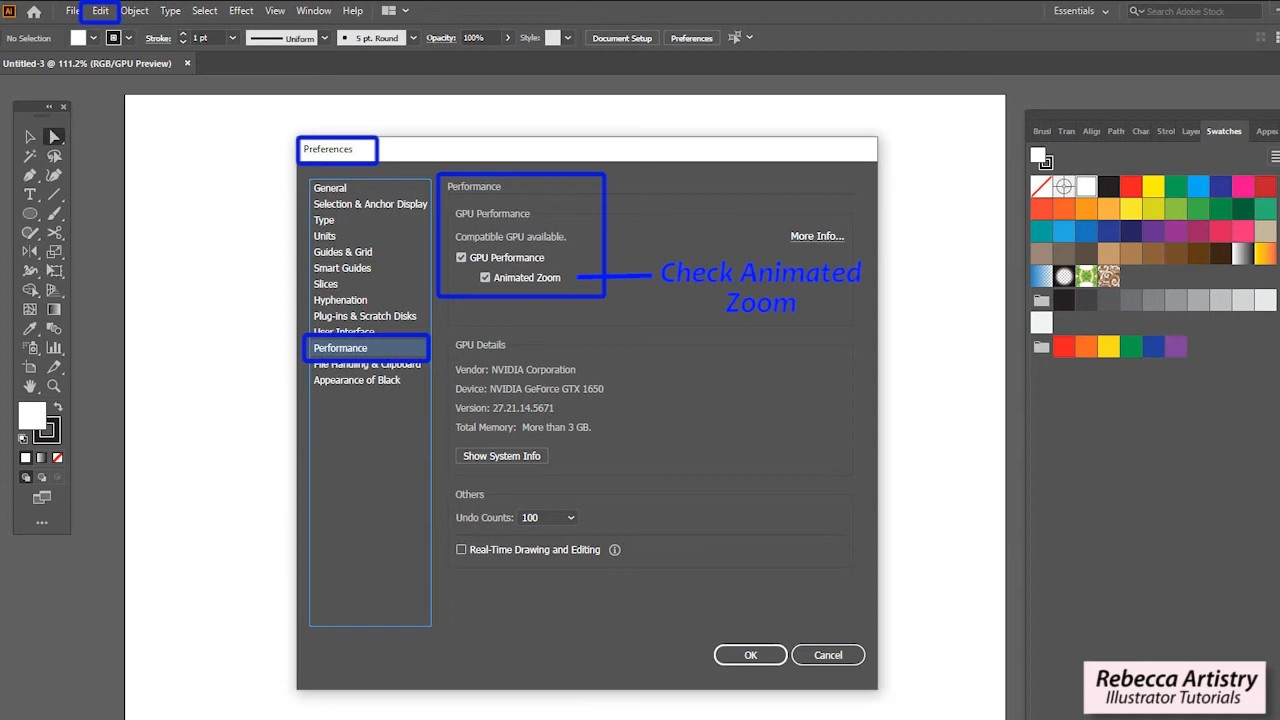 Ai File Edit Object Type Select Effect View Window Help Essentials Search Adobe Stock
No Selection Stroke: 1 pt Uniform 5 pt. Round Opacity: 100% Style: Document Setup Preferences
Untitled-3 @ 111.2% (RGB/GPU Preview)
Brusl Tran Align Path Char Strol Layer Swatches Appea
Preferences
General
Selection & Anchor Display
Type
Units
Guides & Grid
Smart Guides
Slices
Hyphenation
Plug-ins & Scratch Disks
User Interface
Performance
File Handling & Clipboard
Appearance of Black
Performance
GPU Performance
Compatible GPU available.
More Info...
GPU Performance
Animated Zoom
Check Animated
Zoom
GPU Details
Vendor: NVIDIA Corporation
Device: NVIDIA GeForce GTX 1650
Version: 27.21.14.5671
Total Memory: More than 3 GB.
Show System Info
Others
Undo Counts: 100
Real-Time Drawing and Editing
OK Cancel
Rebecca Artistry
Illustrator Tutorials